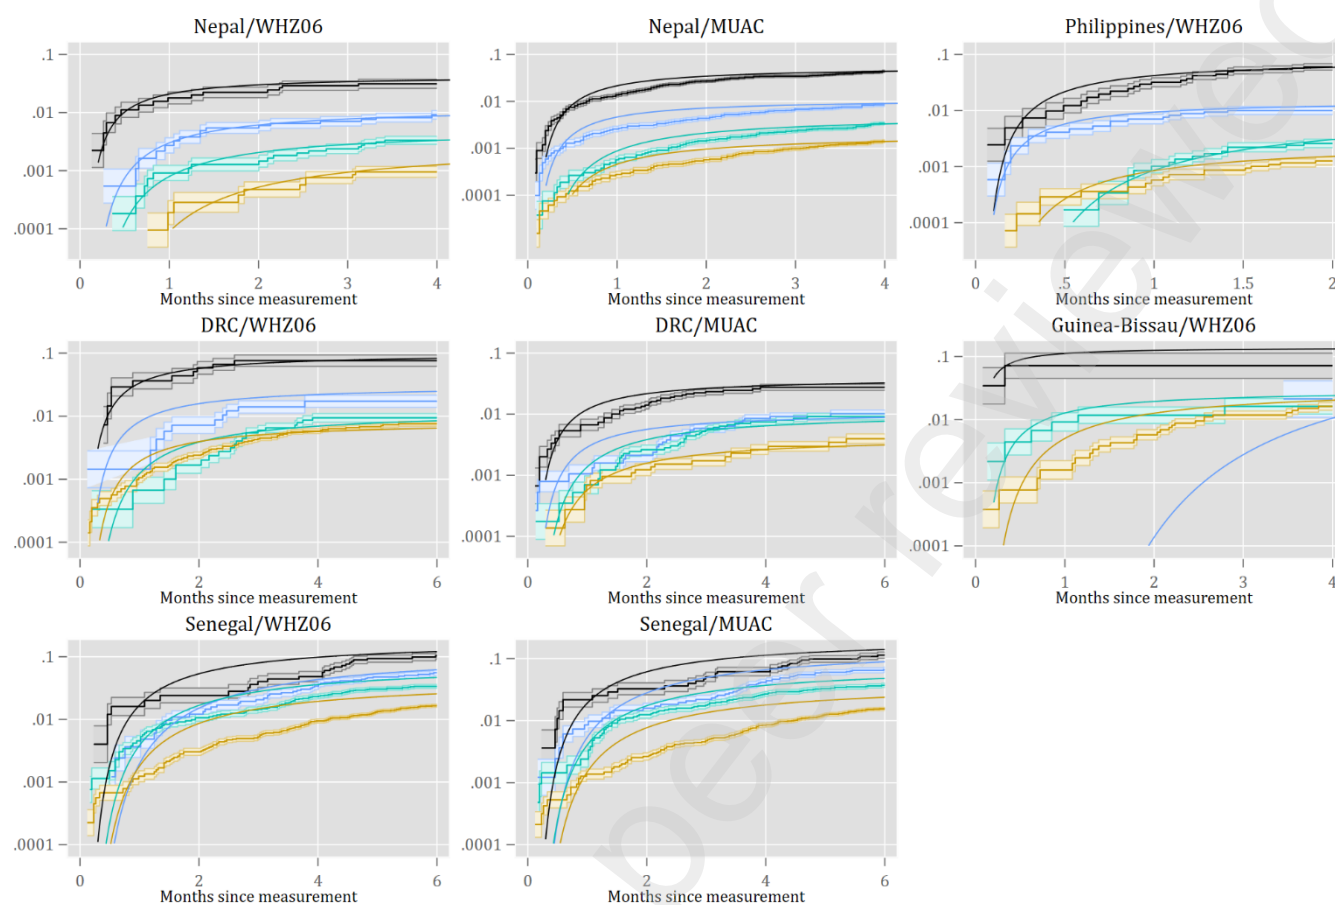 Nepal/WHZ06 Nepal/MUAC Philippines/WHZ06
.1 .1 .1
.01 .01 .01
.001 .001 .001
.0001 .0001 .0001
0 1 2 3 4 0 1 2 3 4 0 .5 1 1.5 2
Months since measurement Months since measurement Months since measurement
DRC/WHZ06 DRC/MUAC Guinea-Bissau/WHZ06
.1 .1 .1
.01 .01 .01
.001 .001 .001
.0001 .0001 .0001
0 2 4 6 0 2 4 6 0 1 2 3 4
Months since measurement Months since measurement Months since measurement
Senegal/WHZ06 Senegal/MUAC
.1 .1
.01 .01
.001 .001
.0001 .0001
0 2 4 6 0 2 4 6
Months since measurement Months since measurement
peer reviewed